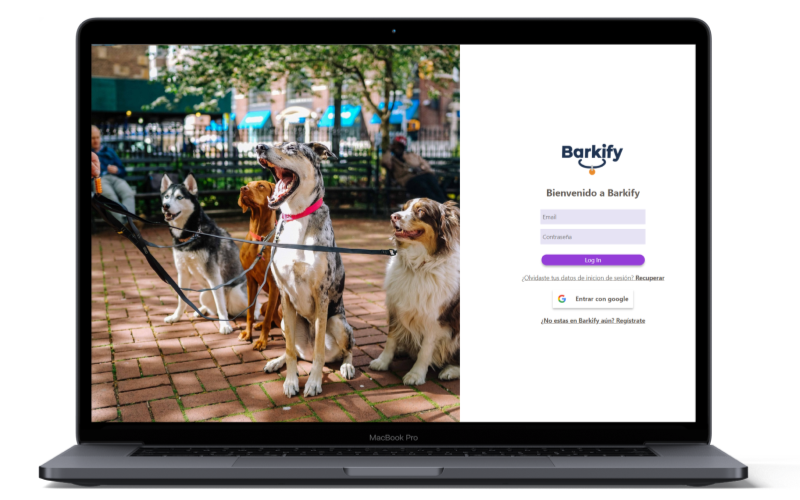 Barkify
Bienvenido a Barkify
Email
Contraseña
Log In
¿Olvidaste tus datos de inicion de sesión? Recuperar
Entrar con google
¿No estas en Barkify aún? Registrate
MacBook Pro